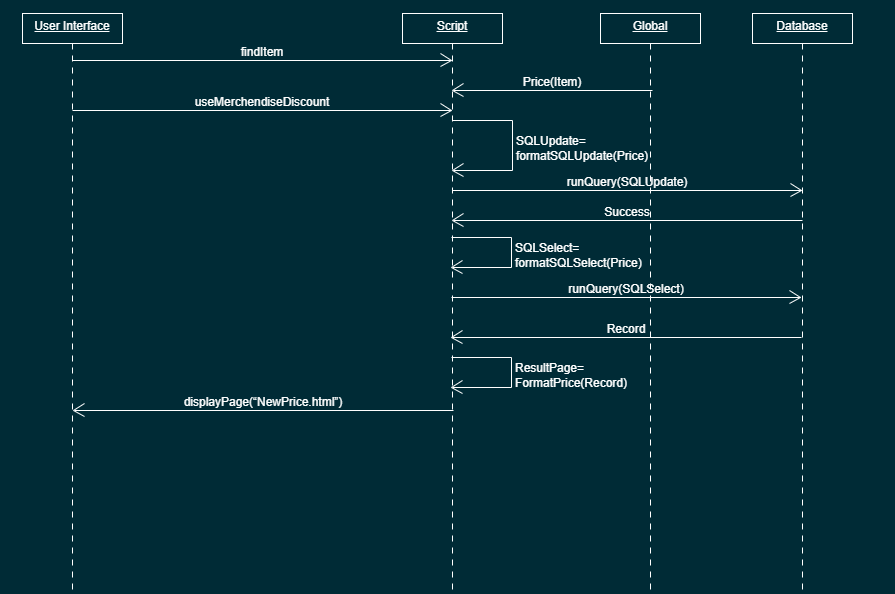 User Interface
Script
Global
Database
findItem
Price(Item)
useMerchendiseDiscount
SQLUpdate=
formatSQLUpdate(Price)
runQuery(SQLUpdate)
Success
SQLSelect=
formatSQLSelect(Price)
runQuery(SQLSelect)
Record
ResultPage=
FormatPrice(Record)
displayPage(“NewPrice.html”)